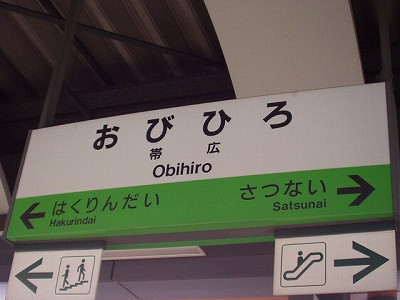 おびひろ
帯広
Obihiro
← はくりんだい さつない →
Hakurindai Satsunai
← →